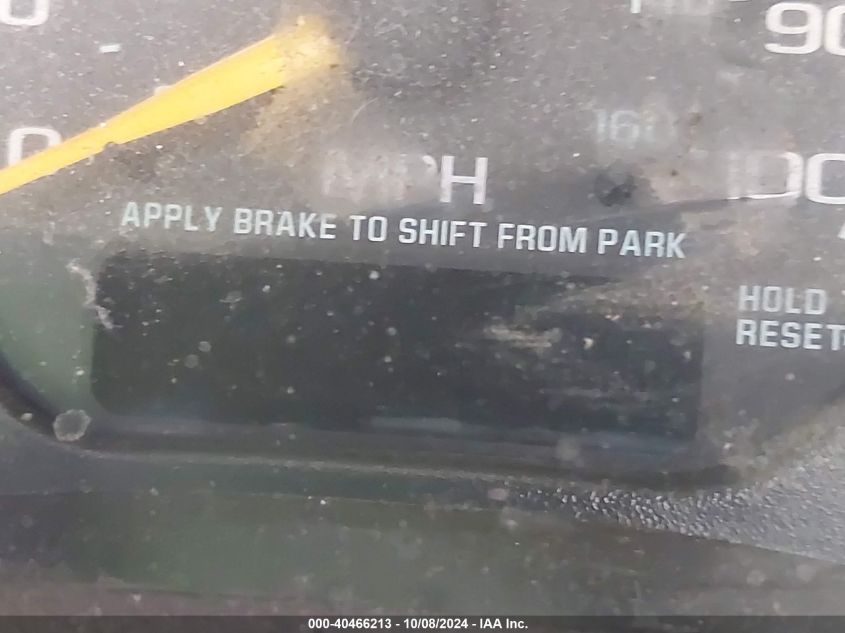 90
160
0
MPH
100
APPLY BRAKE TO SHIFT FROM PARK
HOLD
RESET
000-40466213 - 10/08/2024 - IAA Inc.